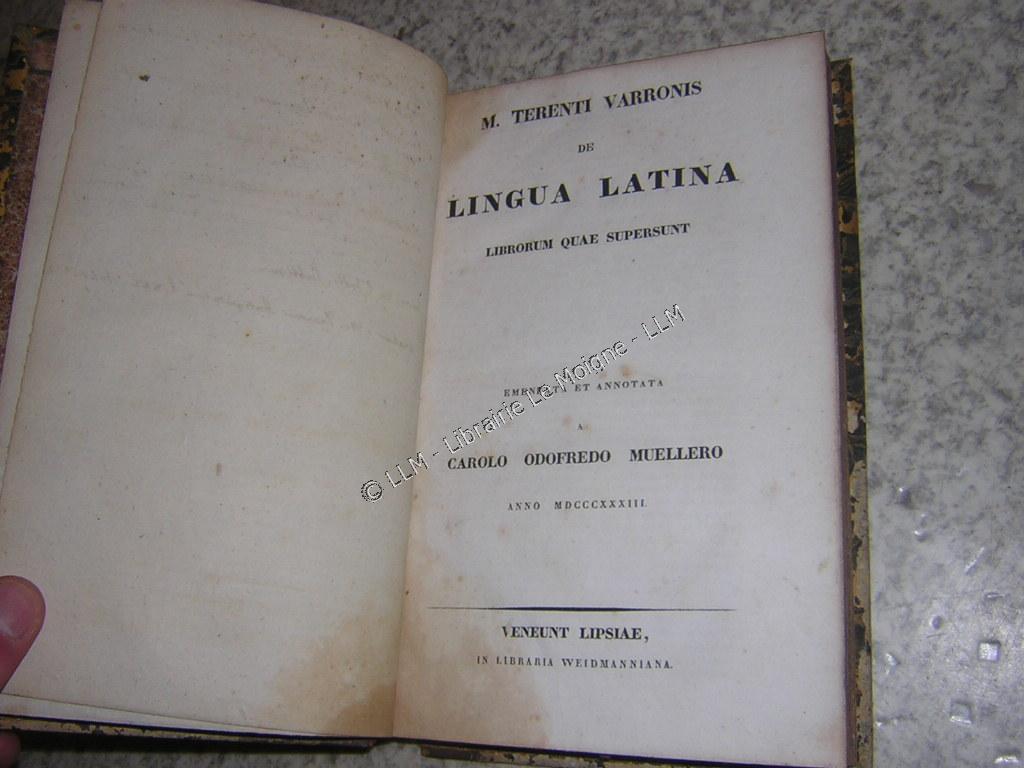 M. TERENTI VARRONIS
DE
LINGUA LATINA
LIBRORUM QUAE SUPERSUNT
EMENDATA ET ANNOTATA
A
CAROLO ODOFREDO MUELLERO
ANNO MDCCCXXXIII.
VENEUNT LIPSIAE,
IN LIBRARIA WEIDMANNIANA.
© LLM - Librairie Le Moigne - LLM